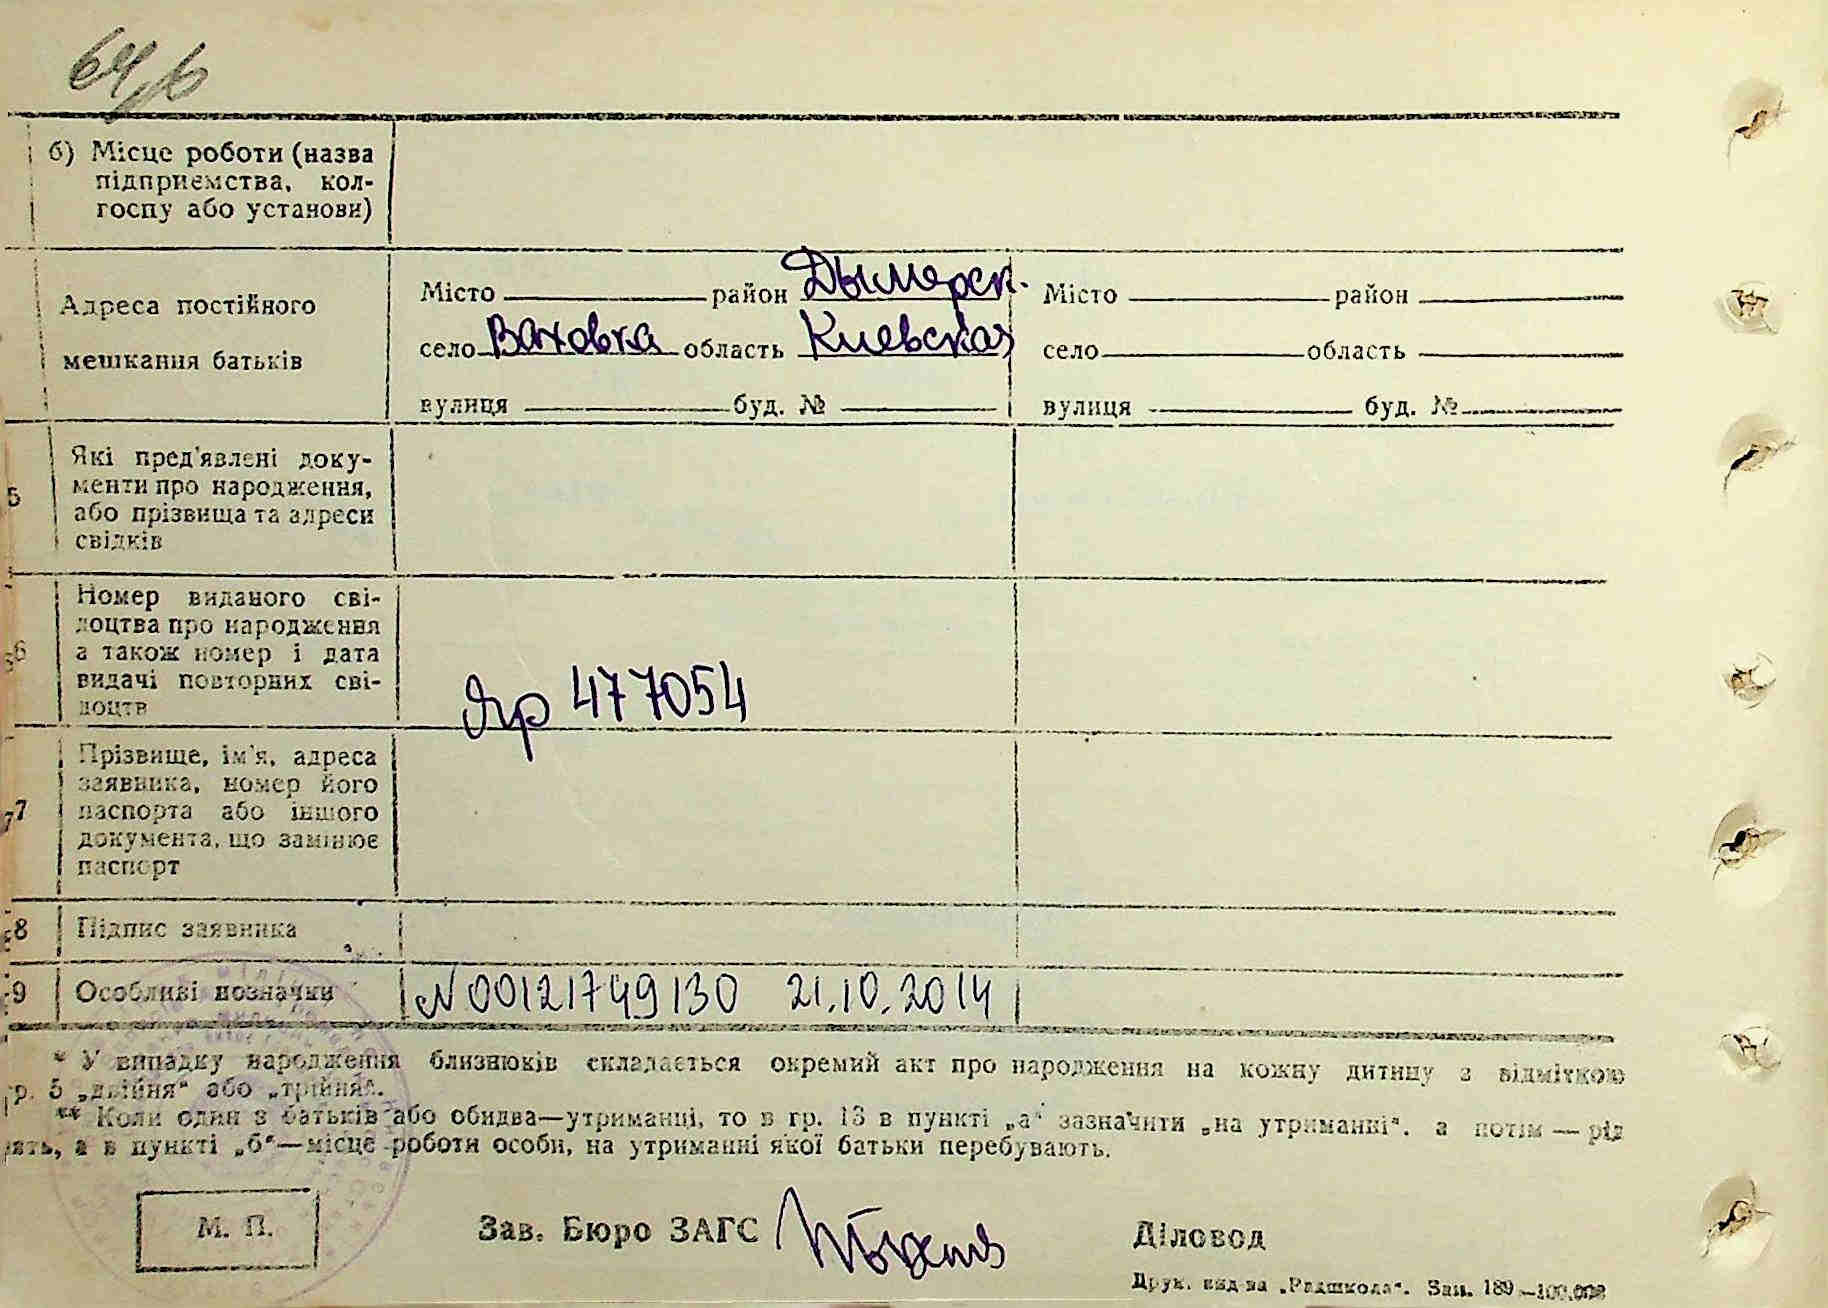 б) Місце роботи (назва
підприємства, кол-
госпу або установи)
Адреса постійного
мешкання батьків
Місто район Дымерск. Місто район
село Ваховка область Киевская село область
вулиця буд. № вулиця буд. №
Які пред'явлені доку-
менти про народження,
або прізвища та адреси
свідків
5
Номер виданого сві-
доцтва про народження
а також номер і дата
видачі повторних сві-
доцтв
6
Яр 477054
Прізвище, ім'я, адреса
заявника, номер його
паспорта або іншого
документа, що замінює
паспорт
7
8 Підпис заявника
9 Особливі позначки N 00121749130 21.10.2014
* У випадку народження близнюків складається окремий акт про народження на кожну дитину з відміткою
гр. 5 „двійня“ або „трійня“.
** Коли один з батьків або обидва—утриманці, то в гр. 13 в пункті „а“ зазначити „на утриманні“, а потім — рід
а в пункті „б“—місце роботи особи, на утриманні якої батьки перебувають.
М. П.
Зав. Бюро ЗАГС Діловод
Друк. вид-ва „Радшкола“. Зам. 189—100.000